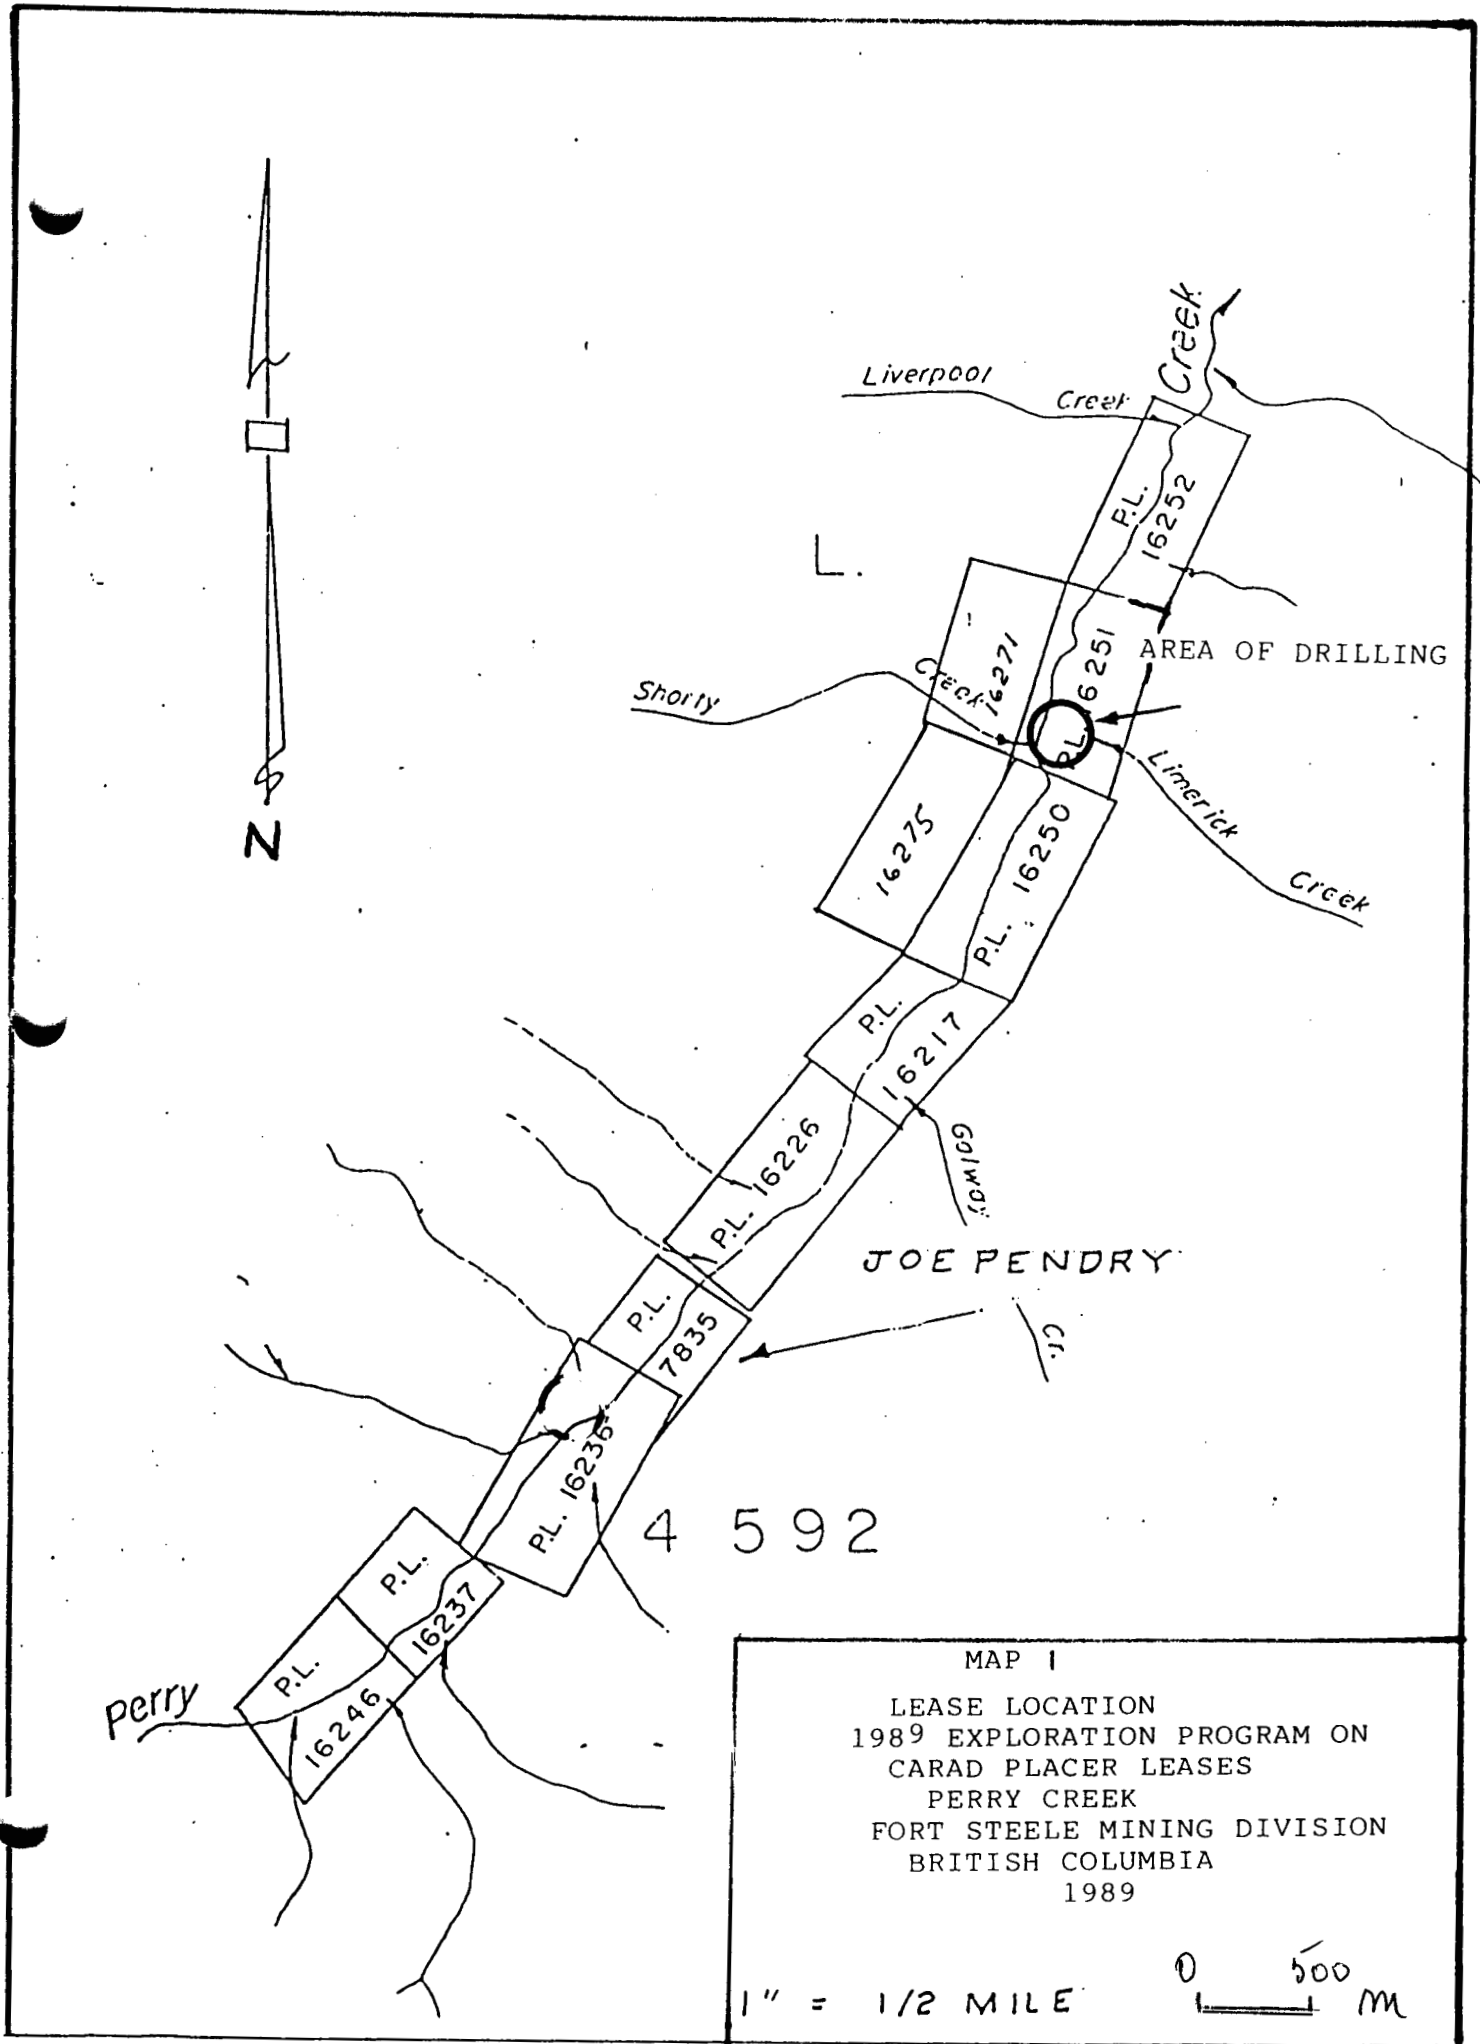 Creek
Liverpool
Creek
P.L.
16252
L.
16271
P.L. 16251
AREA OF DRILLING
Creek
Shorty
Limerick
Creek
16275
P.L. 16250
P.L.
16217
Galway
Cr.
P.L. 16226
JOE PENDRY
P.L.
7835
P.L. 16236
4 592
P.L.
16237
P.L.
16246
Perry
N
MAP 1
LEASE LOCATION
1989 EXPLORATION PROGRAM ON
CARAD PLACER LEASES
PERRY CREEK
FORT STEELE MINING DIVISION
BRITISH COLUMBIA
1989
1" = 1/2 MILE
0 500 m